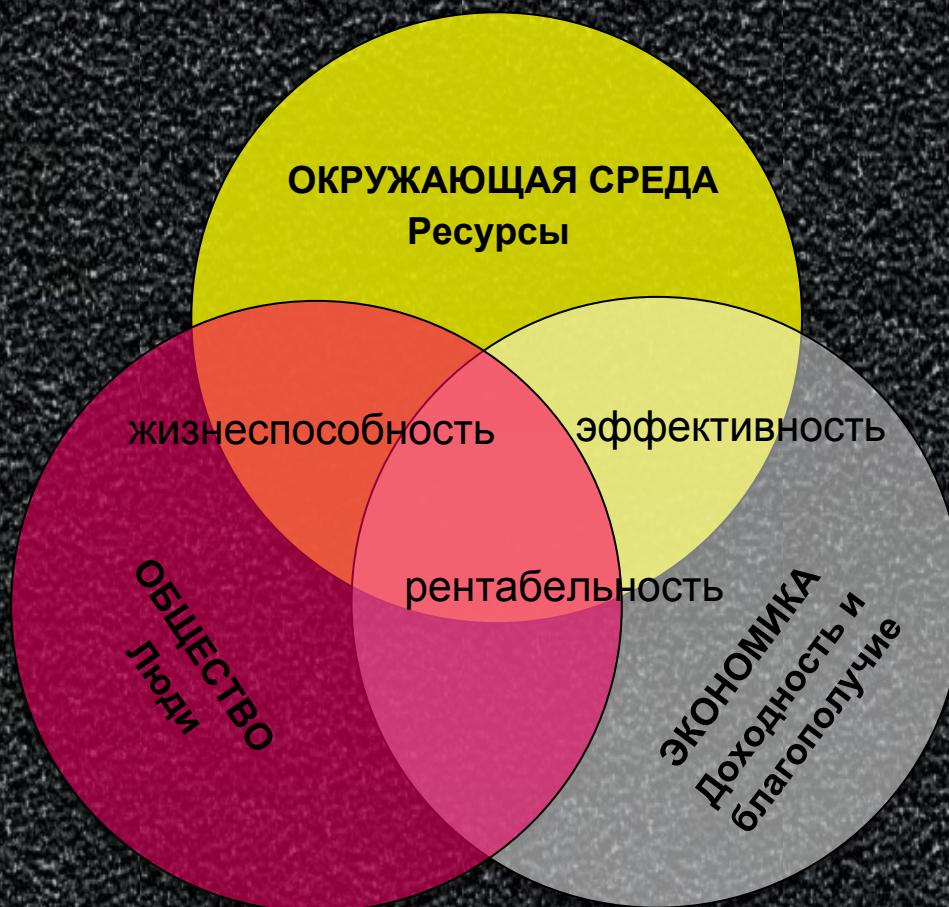 ОКРУЖАЮЩАЯ СРЕДА
Ресурсы
жизнеспособность
эффективность
рентабельность
ОБЩЕСТВО
Люди
ЭКОНОМИКА
Доходность и
благополучие